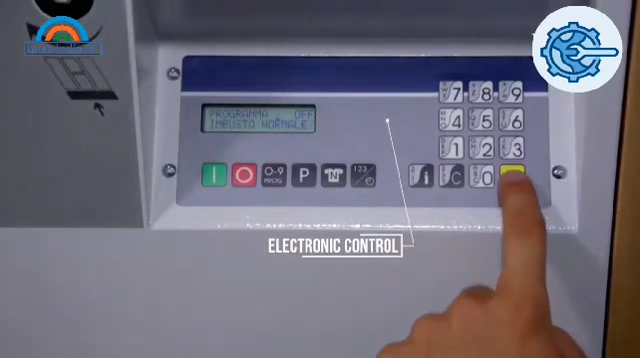 PROGRAMMA OFF
IMBUSTO NORMALE
7 8 9
4 5 6
1 2 3
I O O-9 PROG P N 123 i C 0
ELECTRONIC CONTROL